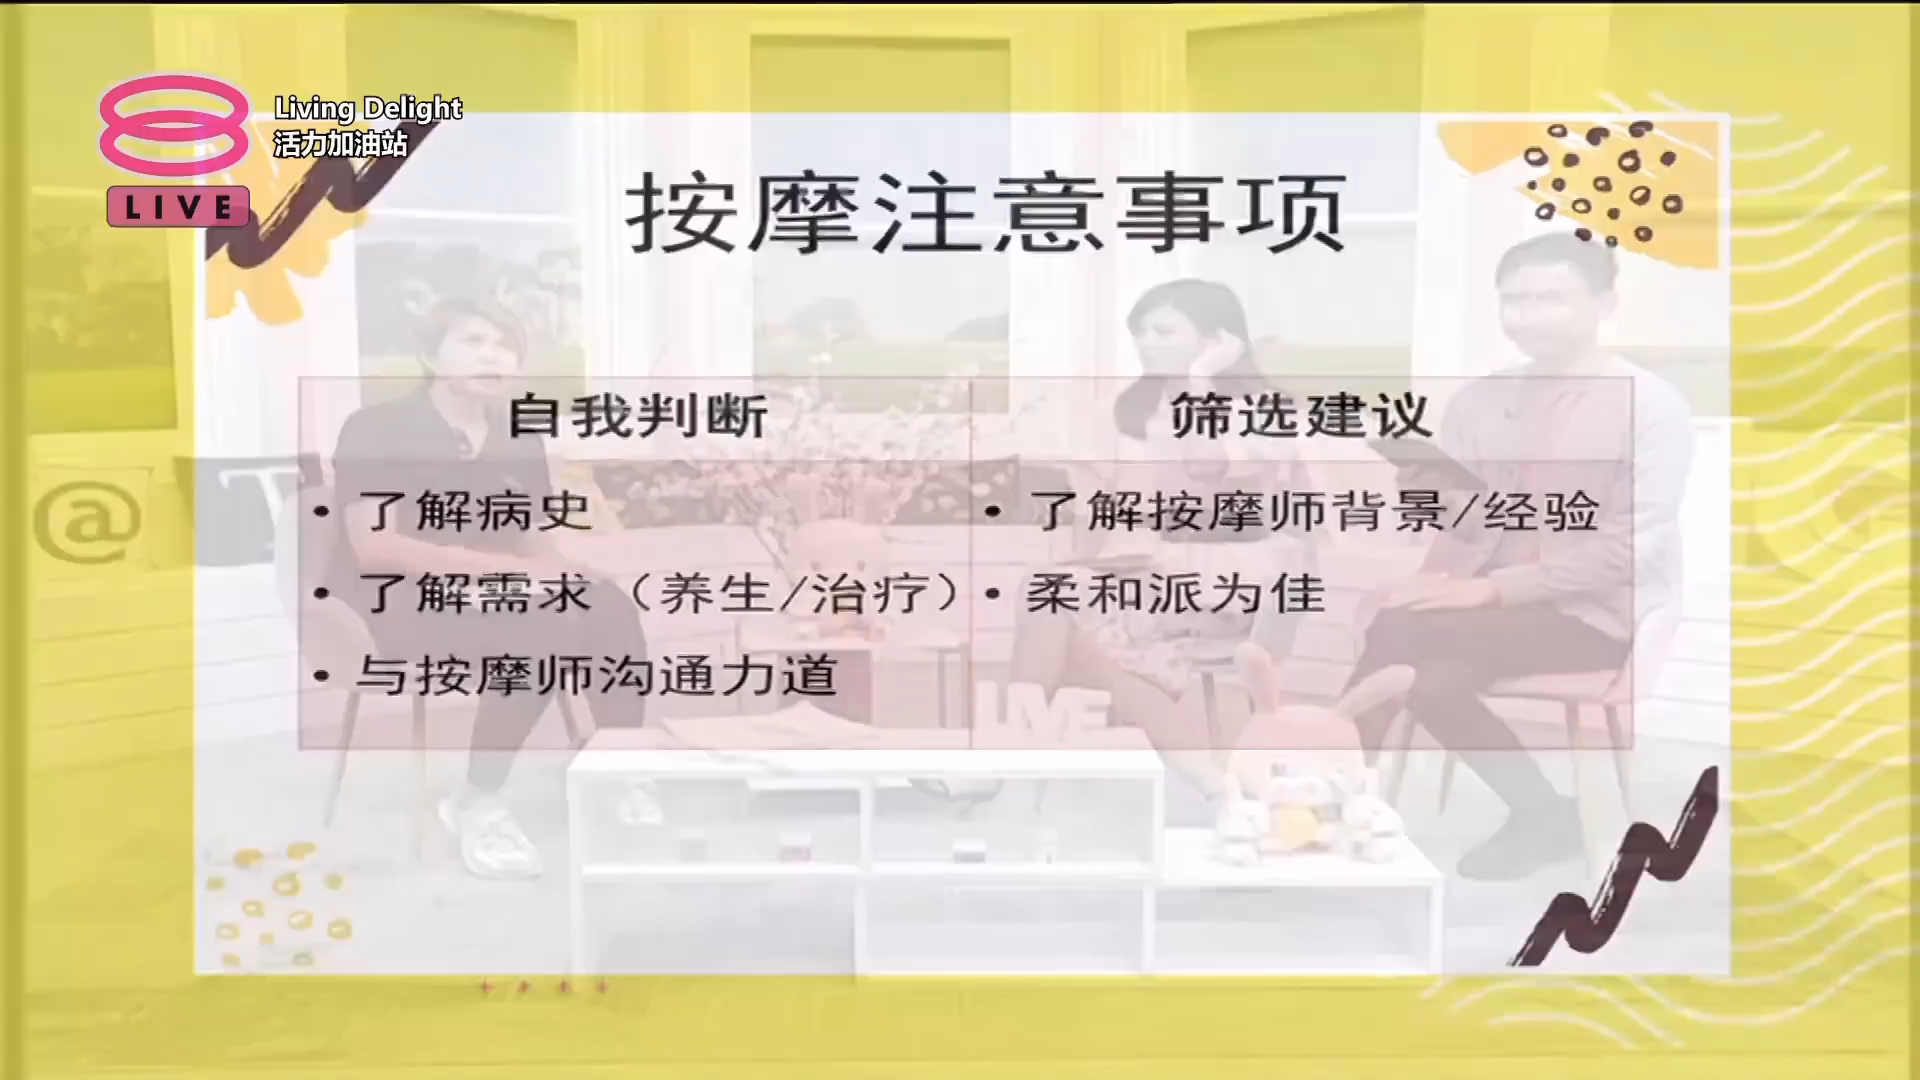 Living Delight
活力加油站
LIVE
按摩注意事项
自我判断
筛选建议
• 了解病史
• 了解需求（养生/治疗）
• 与按摩师沟通力道
• 了解按摩师背景/经验
• 柔和派为佳
@
LIVE